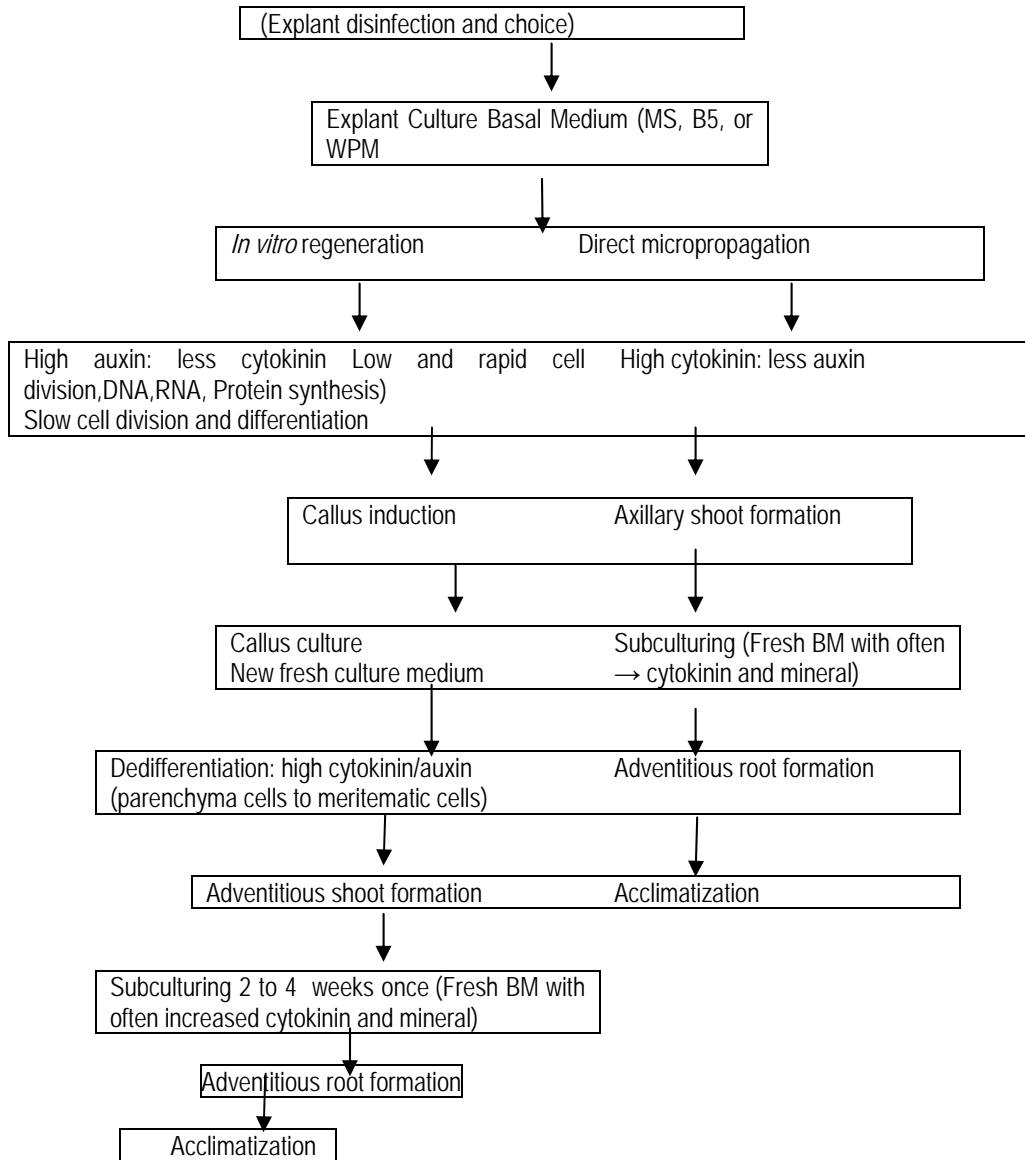 (Explant disinfection and choice)
Explant Culture Basal Medium (MS, B5, or
WPM
In vitro regeneration Direct micropropagation
High auxin: less cytokinin Low and rapid cell High cytokinin: less auxin
division,DNA,RNA, Protein synthesis)
Slow cell division and differentiation
Callus induction Axillary shoot formation
Callus culture Subculturing (Fresh BM with often
New fresh culture medium → cytokinin and mineral)
Dedifferentiation: high cytokinin/auxin Adventitious root formation
(parenchyma cells to meritematic cells)
Adventitious shoot formation Acclimatization
Subculturing 2 to 4 weeks once (Fresh BM with
often increased cytokinin and mineral)
Adventitious root formation
Acclimatization